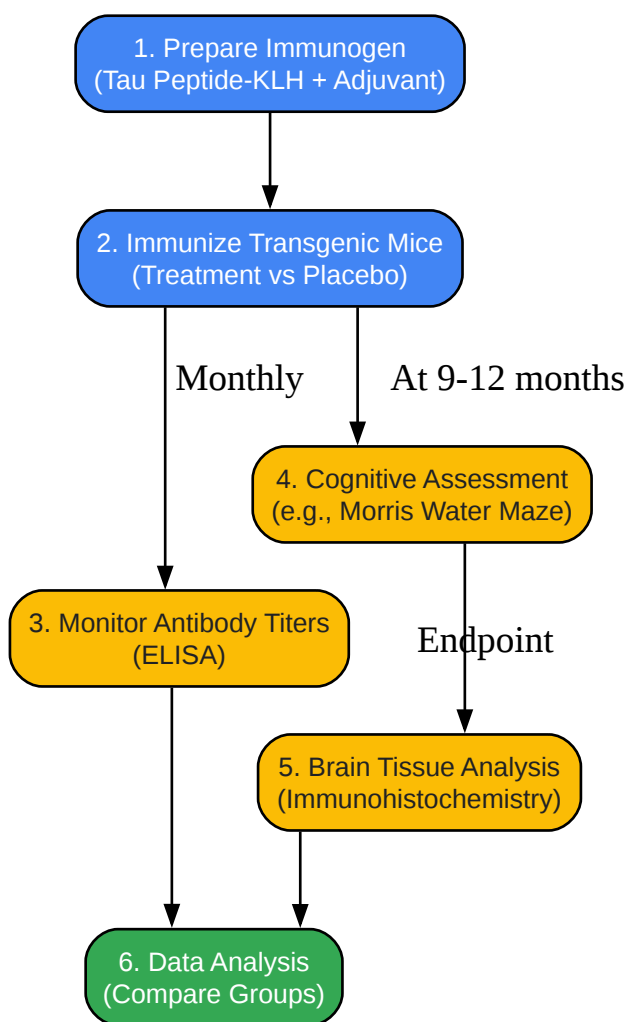 1. Prepare Immunogen
(Tau Peptide-KLH + Adjuvant)
2. Immunize Transgenic Mice
(Treatment vs Placebo)
Monthly
At 9-12 months
4. Cognitive Assessment
(e.g., Morris Water Maze)
3. Monitor Antibody Titers
(ELISA)
Endpoint
5. Brain Tissue Analysis
(Immunohistochemistry)
6. Data Analysis
(Compare Groups)